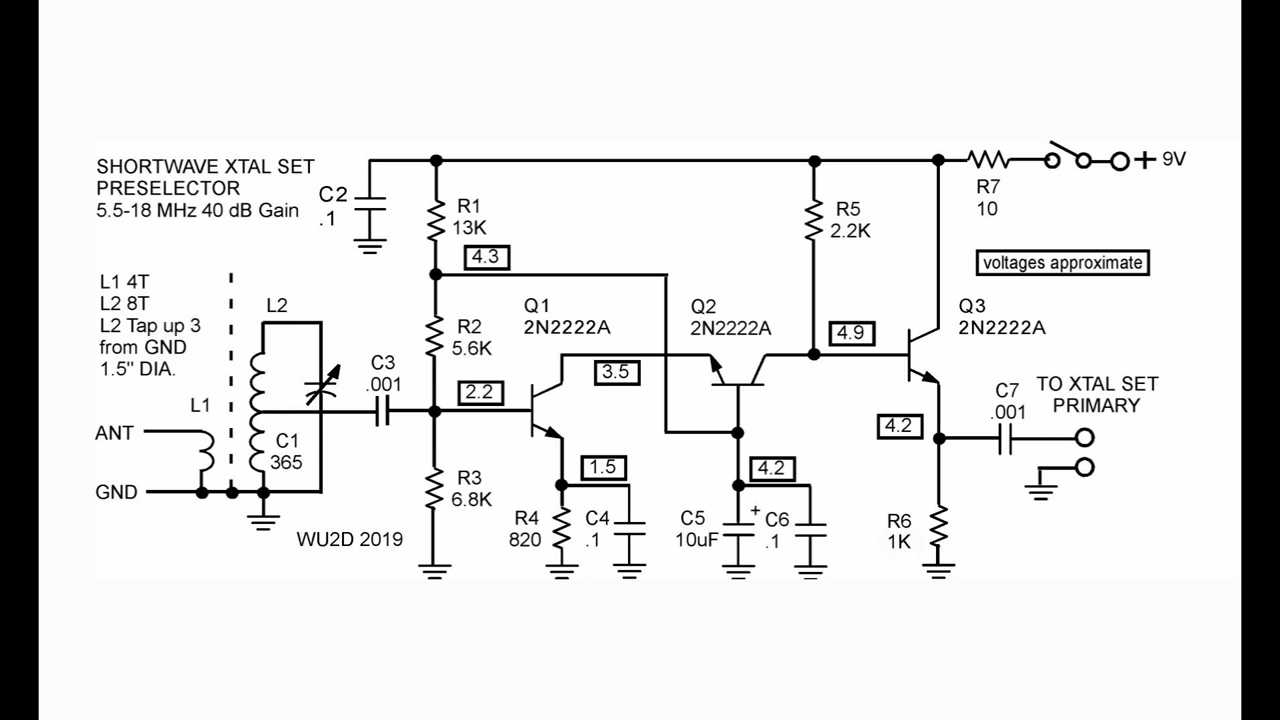 SHORTWAVE XTAL SET
PRESELECTOR
5.5-18 MHz 40 dB Gain
C2
.1
R1
13K
4.3
R5
2.2K
R7
10
+ 9V
voltages approximate
L1 4T
L2 8T
L2 Tap up 3
from GND
1.5" DIA.
L2
L1
ANT
GND
C1
365
C3
.001
R2
5.6K
2.2
R3
6.8K
Q1
2N2222A
3.5
1.5
R4
820
C4
.1
Q2
2N2222A
4.2
C5
10uF
+
C6
.1
4.9
Q3
2N2222A
4.2
R6
1K
C7
.001
TO XTAL SET
PRIMARY
WU2D 2019